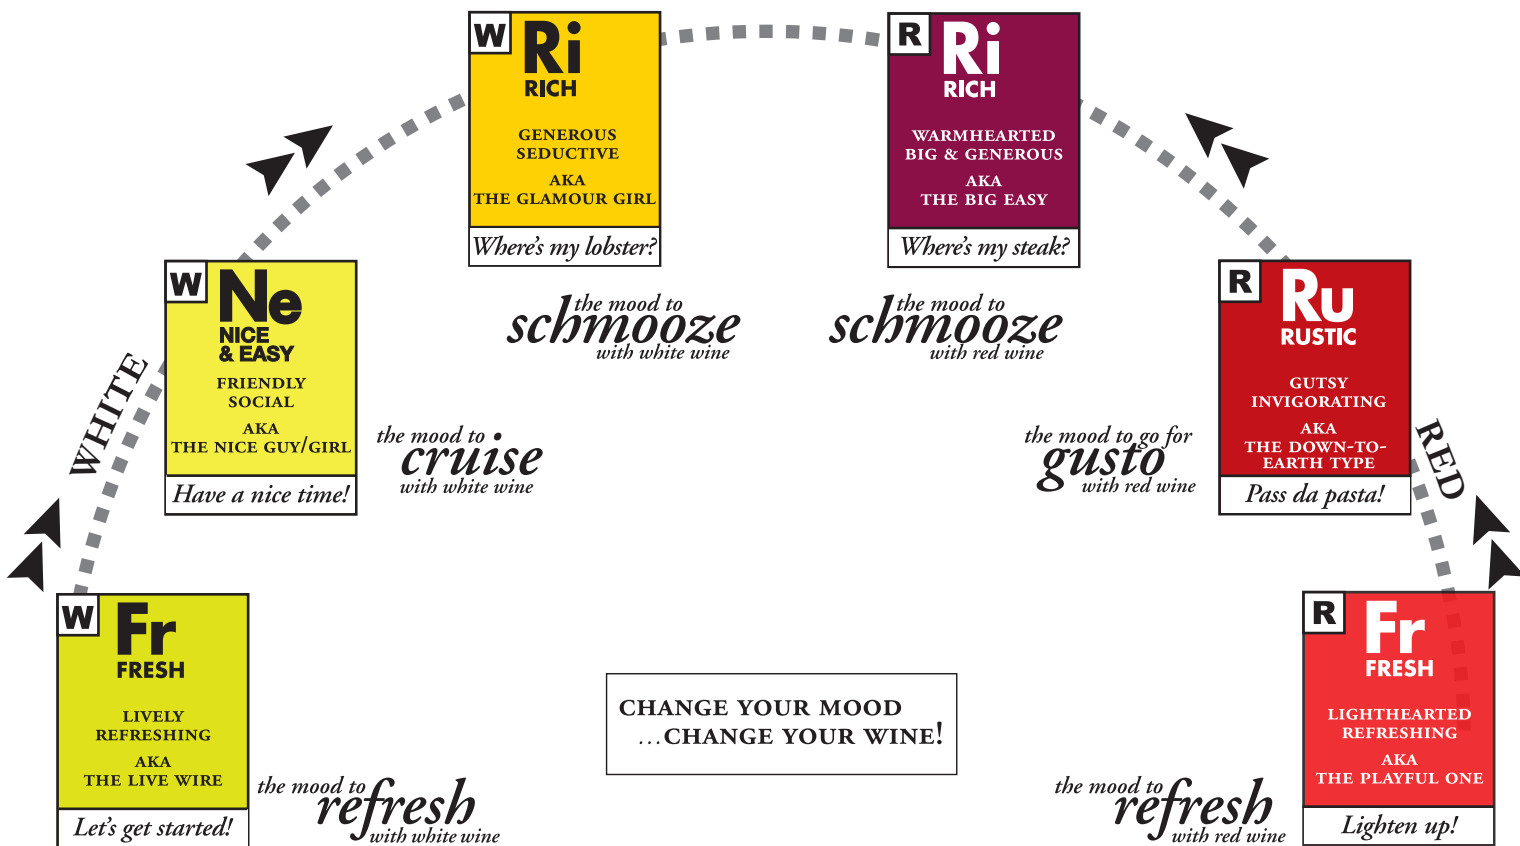 W
Ri
RICH
GENEROUS
SEDUCTIVE
AKA
THE GLAMOUR GIRL
Where's my lobster?
the mood to
schmooze
with white wine
R
Ri
RICH
WARMHEARTED
BIG & GENEROUS
AKA
THE BIG EASY
Where's my steak?
the mood to
schmooze
with red wine
W
Ne
NICE
& EASY
FRIENDLY
SOCIAL
AKA
THE NICE GUY/GIRL
Have a nice time!
the mood to
cruise
with white wine
R
Ru
RUSTIC
GUTSY
INVIGORATING
AKA
THE DOWN-TO-
EARTH TYPE
Pass da pasta!
the mood to go for
gusto
with red wine
WHITE
RED
W
Fr
FRESH
LIVELY
REFRESHING
AKA
THE LIVE WIRE
Let's get started!
the mood to
refresh
with white wine
CHANGE YOUR MOOD
...CHANGE YOUR WINE!
R
Fr
FRESH
LIGHTHEARTED
REFRESHING
AKA
THE PLAYFUL ONE
Lighten up!
the mood to
refresh
with red wine